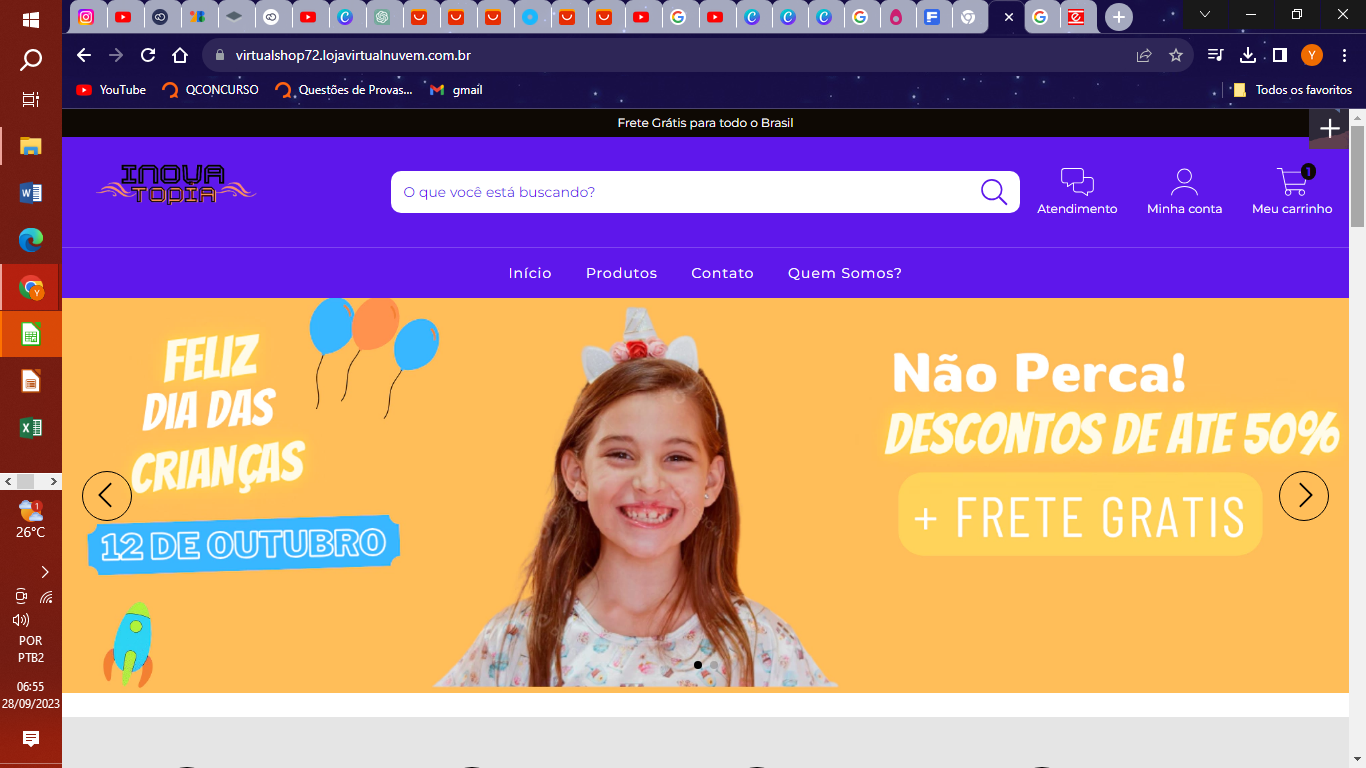 virtualshop72.lojavirtualnuvem.com.br
Y
YouTube
QCONCURSO
Questões de Provas...
gmail
Todos os favoritos
Frete Grátis para todo o Brasil
INOVA
TOPIA
O que você está buscando?
Atendimento
Minha conta
1
Meu carrinho
Início
Produtos
Contato
Quem Somos?
FELIZ
DIA DAS
CRIANÇAS
12 DE OUTUBRO
Não Perca!
DESCONTOS DE ATE 50%
+ FRETE GRATIS
1
26°C
POR
PTB2
06:55
28/09/2023